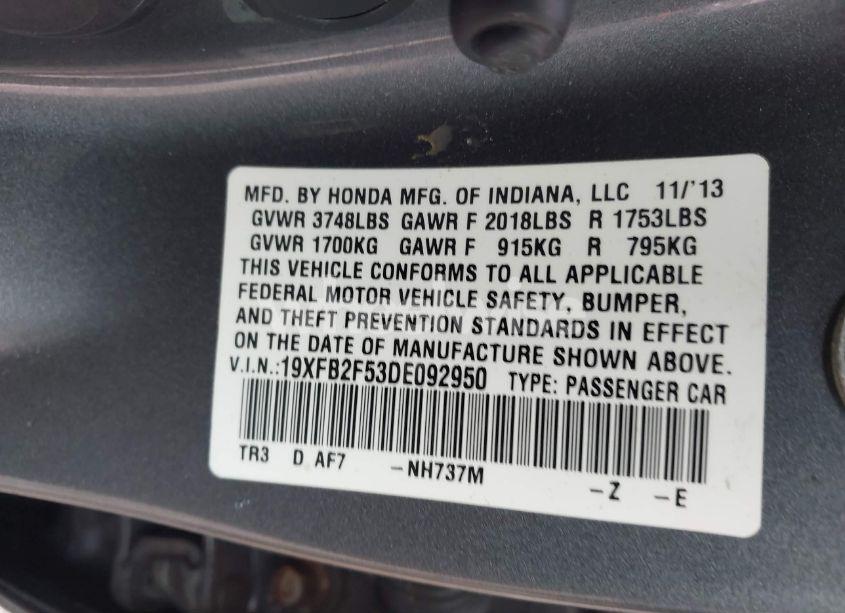 MFD. BY HONDA MFG. OF INDIANA, LLC 11/'13
GVWR 3748LBS GAWR F 2018LBS R 1753LBS
GVWR 1700KG GAWR F 915KG R 795KG
THIS VEHICLE CONFORMS TO ALL APPLICABLE
FEDERAL MOTOR VEHICLE SAFETY, BUMPER,
AND THEFT PREVENTION STANDARDS IN EFFECT
ON THE DATE OF MANUFACTURE SHOWN ABOVE.
V.I.N.:19XFB2F53DE092950 TYPE: PASSENGER CAR
TR3 D AF7 -NH737M
-Z -E